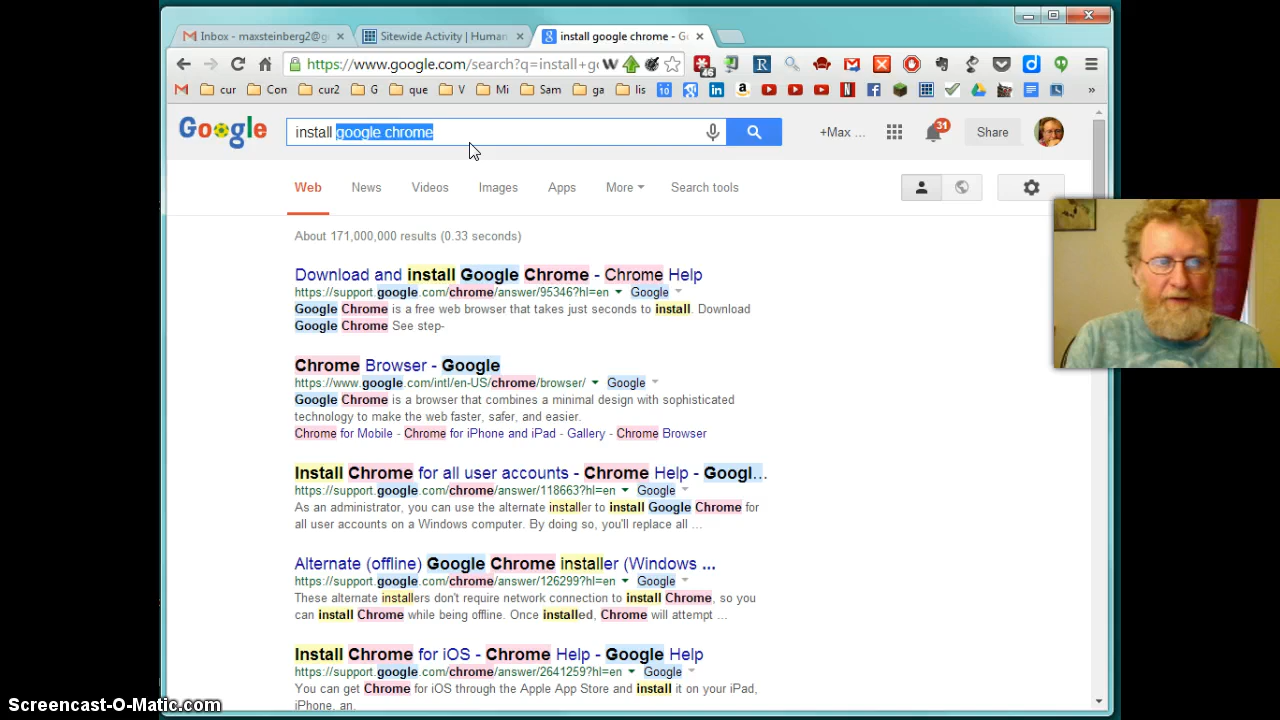 Inbox - maxsteinberg2@g
Sitewide Activity | Human
install google chrome - Go
https://www.google.com/search?q=install+go
46
cur
Con
cur2
G
que
V
Mi
Sam
ga
lis
»
Google
install google chrome
+Max ...
31
Share
Web
News
Videos
Images
Apps
More
Search tools
About 171,000,000 results (0.33 seconds)
Download and install Google Chrome - Chrome Help
https://support.google.com/chrome/answer/95346?hl=en Google
Google Chrome is a free web browser that takes just seconds to install. Download
Google Chrome See step-
Chrome Browser - Google
https://www.google.com/intl/en-US/chrome/browser/ Google
Google Chrome is a browser that combines a minimal design with sophisticated
technology to make the web faster, safer, and easier.
Chrome for Mobile - Chrome for iPhone and iPad - Gallery - Chrome Browser
Install Chrome for all user accounts - Chrome Help - Googl...
https://support.google.com/chrome/answer/118663?hl=en Google
As an administrator, you can use the alternate installer to install Google Chrome for
all user accounts on a Windows computer. By doing so, you'll replace all ...
Alternate (offline) Google Chrome installer (Windows ...
https://support.google.com/chrome/answer/126299?hl=en Google
These alternate installers don't require network connection to install Chrome, so you
can install Chrome while being offline. Once installed, Chrome will attempt ...
Install Chrome for iOS - Chrome Help - Google Help
https://support.google.com/chrome/answer/2641259?hl=en Google
You can get Chrome for iOS through the Apple App Store and install it on your iPad,
iPhone, an.
Screencast-O-Matic.com